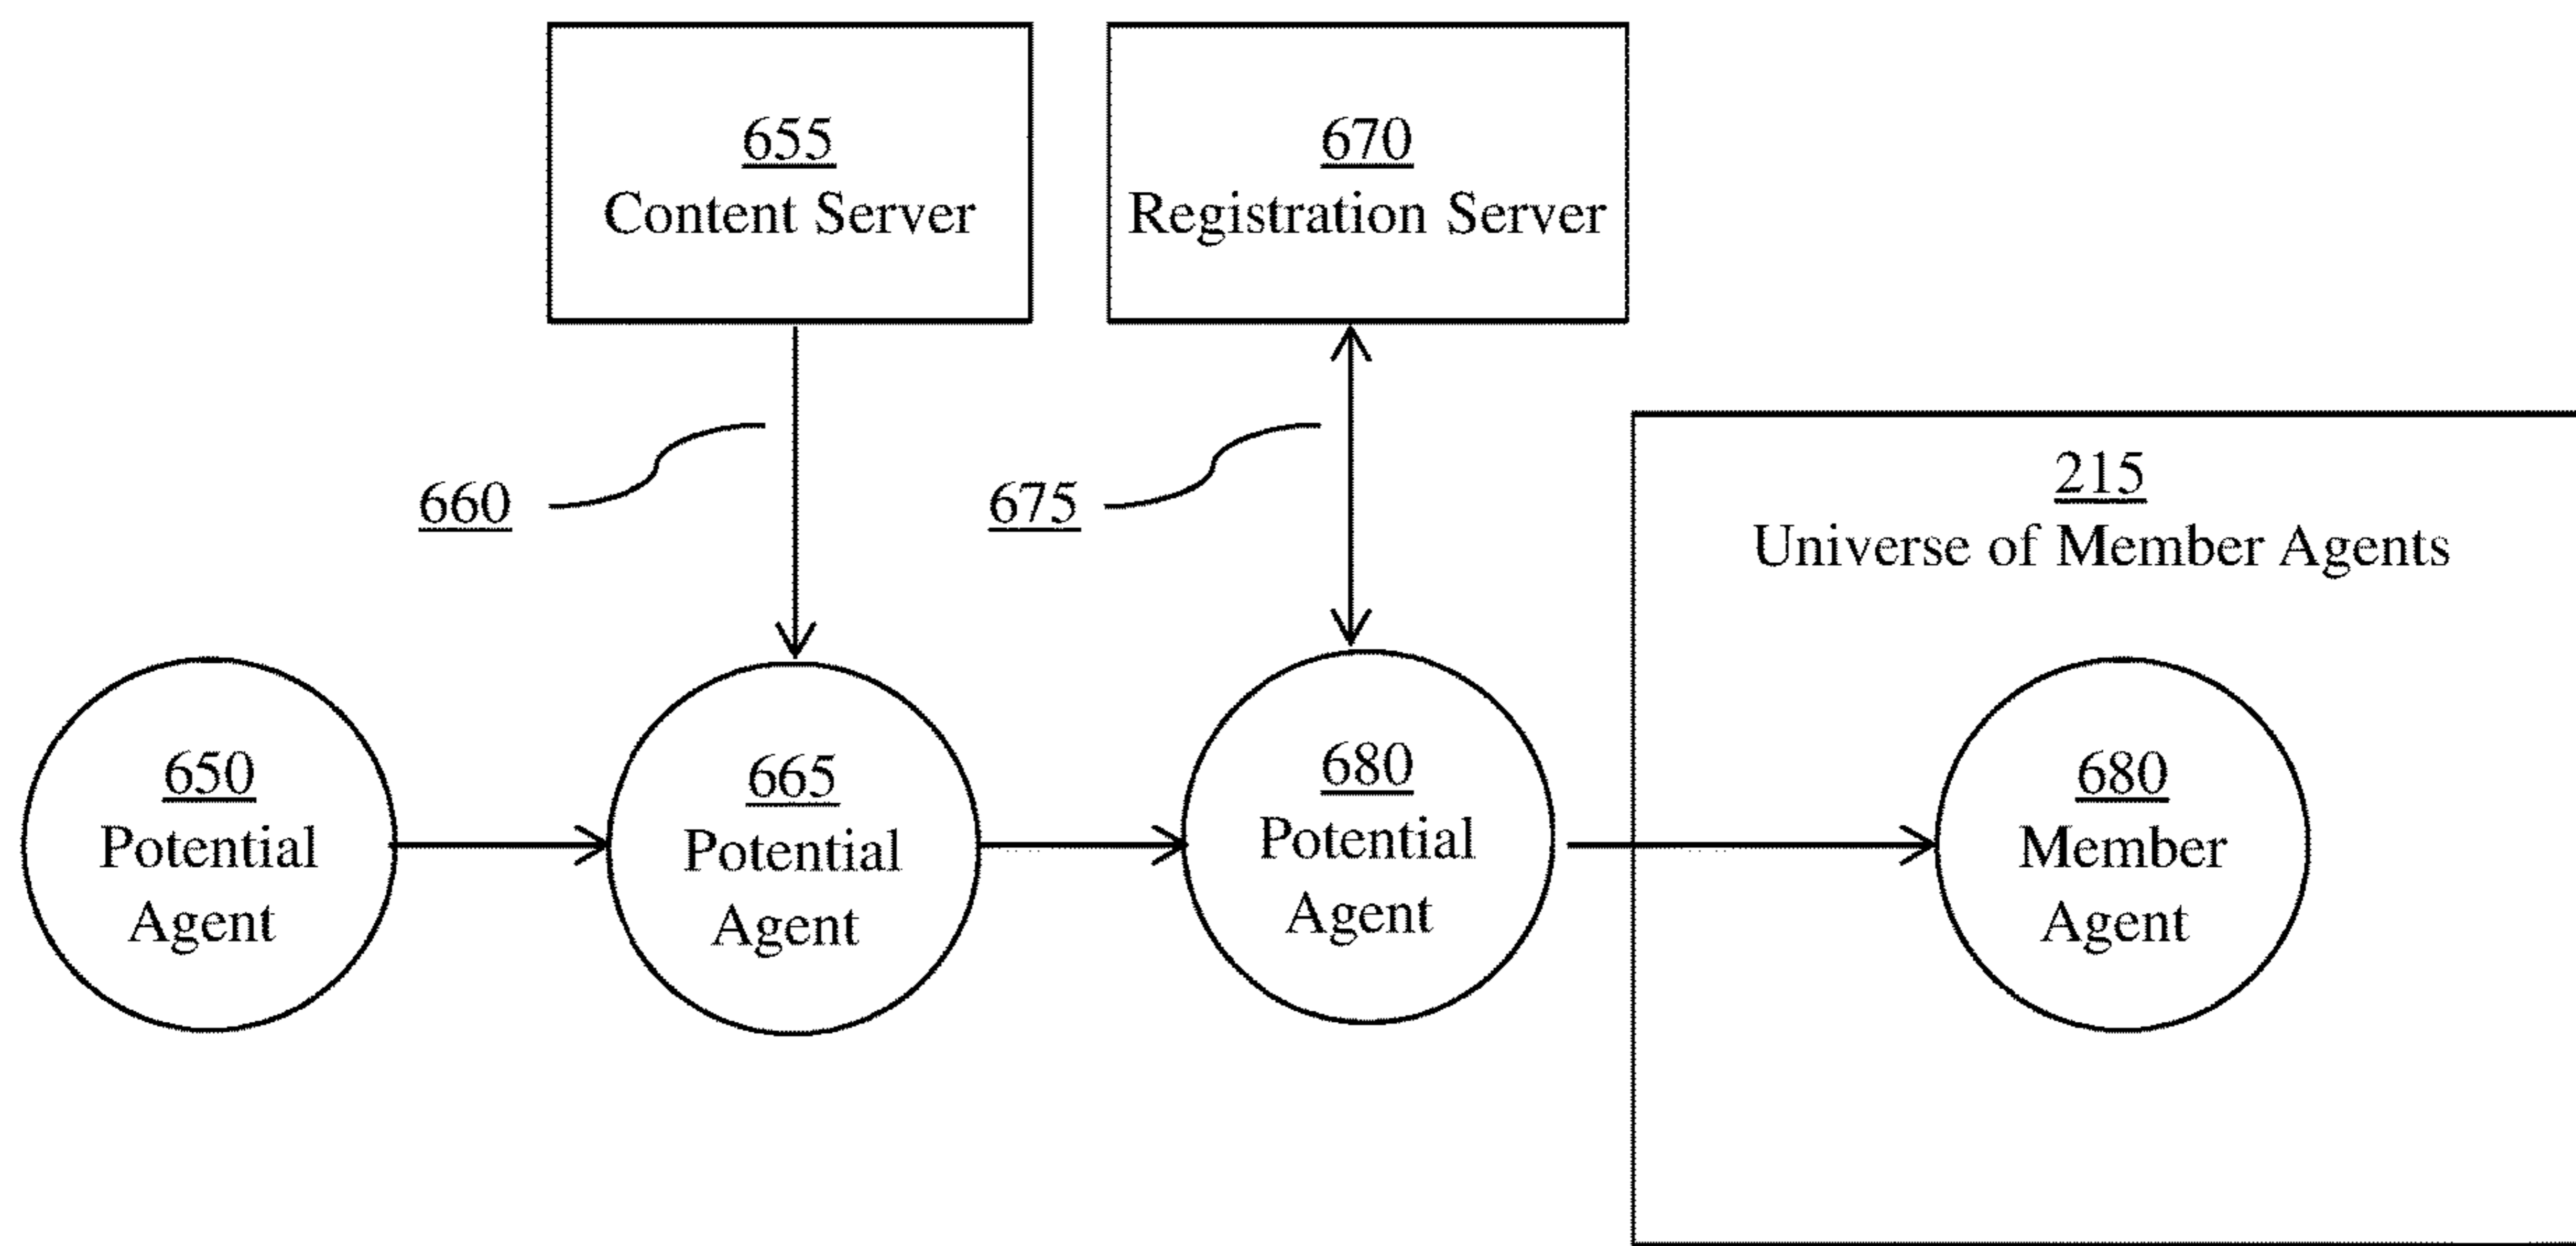 655
Content Server
670
Registration Server
660
675
215
Universe of Member Agents
650
Potential
Agent
665
Potential
Agent
680
Potential
Agent
680
Member
Agent